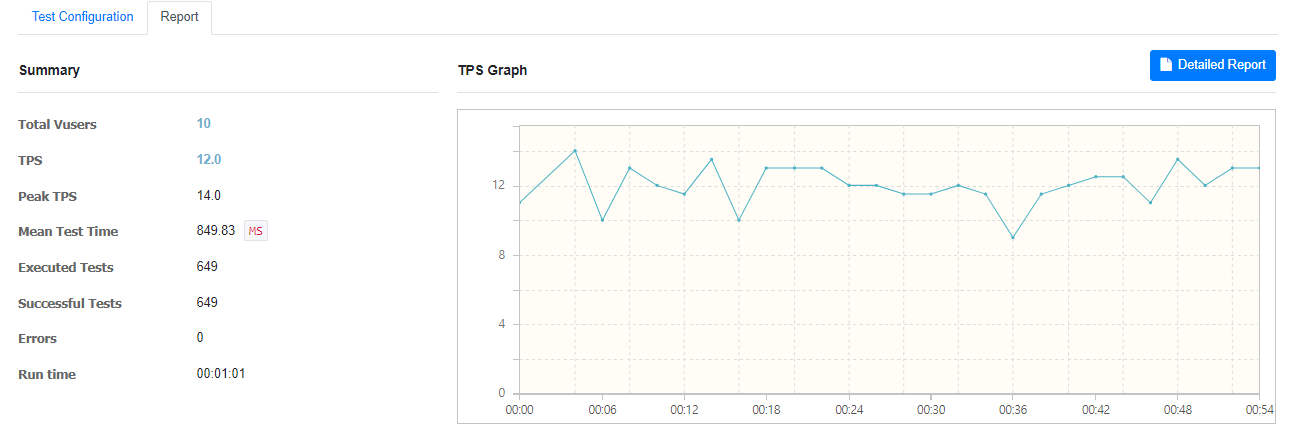 Test Configuration
Report
Summary
Total Vusers 10
TPS 12.0
Peak TPS 14.0
Mean Test Time 849.83 MS
Executed Tests 649
Successful Tests 649
Errors 0
Run time 00:01:01
TPS Graph
Detailed Report
12
8
4
0
00:00 00:06 00:12 00:18 00:24 00:30 00:36 00:42 00:48 00:54